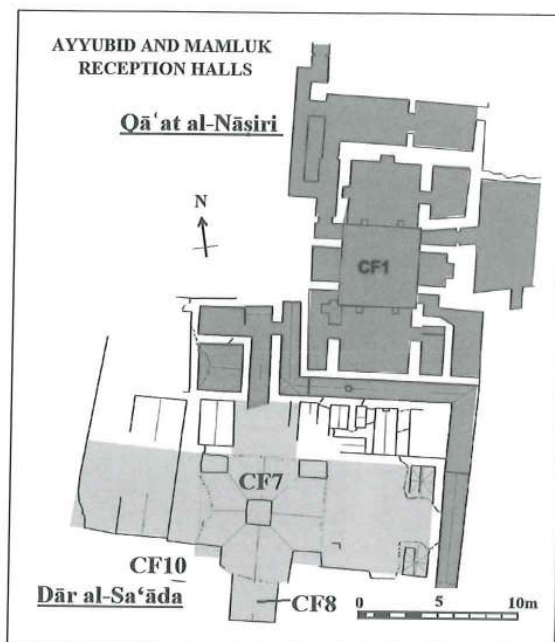 AYYUBID AND MAMLUK
RECEPTION HALLS
Qāʿat al-Nāṣiri
N
CF1
CF7
CF10
Dār al-Saʿāda
CF8
0 5 10m